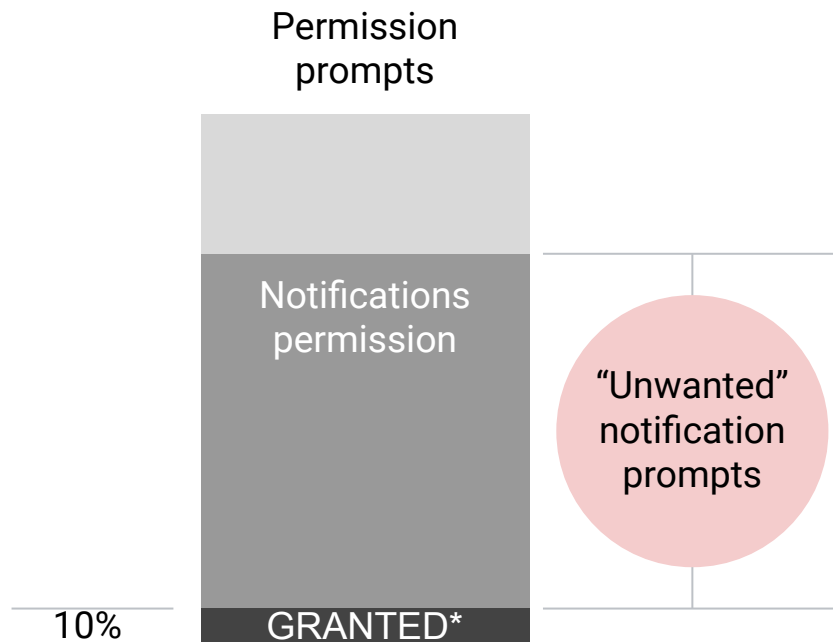 Permission
prompts
Notifications
permission
“Unwanted”
notification
prompts
10%
GRANTED*